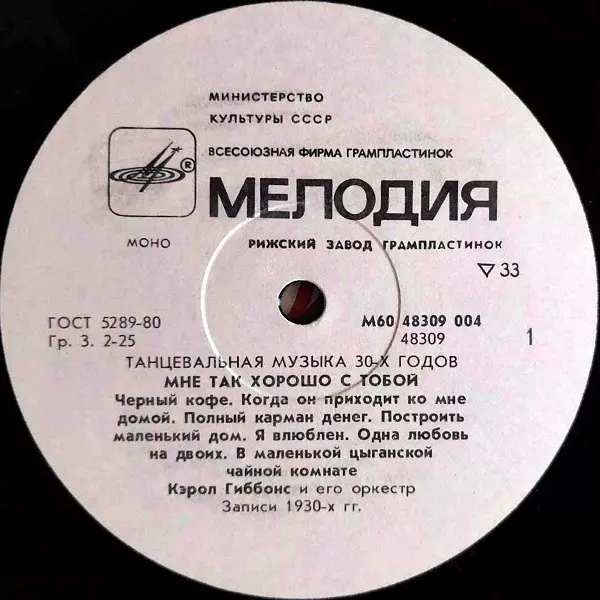 МИНИСТЕРСТВО
КУЛЬТУРЫ СССР
ВСЕСОЮЗНАЯ ФИРМА ГРАМПЛАСТИНОК
®
МЕЛОДИЯ
МОНО
РИЖСКИЙ ЗАВОД ГРАМПЛАСТИНОК
▽33
ГОСТ 5289-80
М60 48309 004
Гр. 3. 2-25
48309
1
ТАНЦЕВАЛЬНАЯ МУЗЫКА 30-Х ГОДОВ
МНЕ ТАК ХОРОШО С ТОБОЙ
Черный кофе. Когда он приходит ко мне
домой. Полный карман денег. Построить
маленький дом. Я влюблен. Одна любовь
на двоих. В маленькой цыганской
чайной комнате
Кэрол Гиббонс и его оркестр
Записи 1930-х гг.